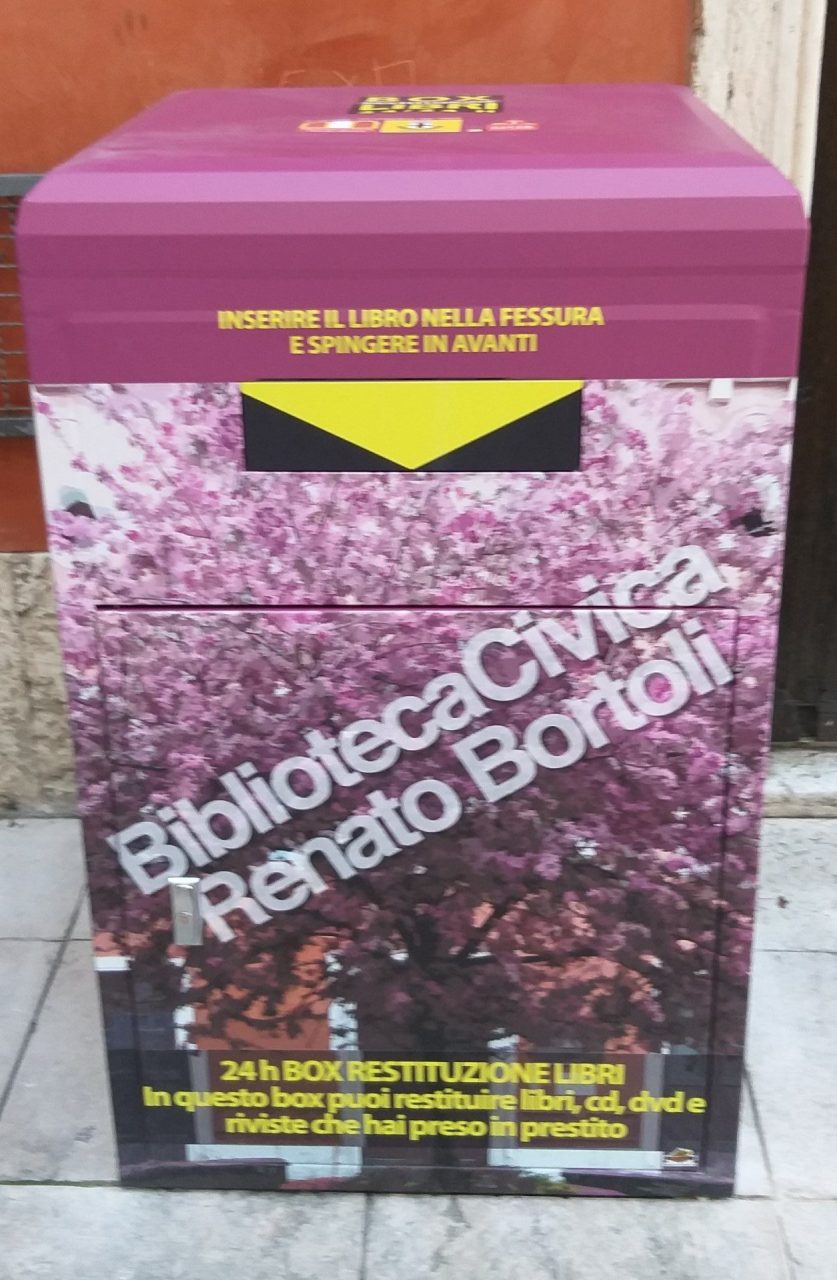 BOX
LIBRI
INSERIRE IL LIBRO NELLA FESSURA
E SPINGERE IN AVANTI
BibliotecaCivica
Renato Bortoli
24 h BOX RESTITUZIONE LIBRI
In questo box puoi restituire libri, cd, dvd e
riviste che hai preso in prestito